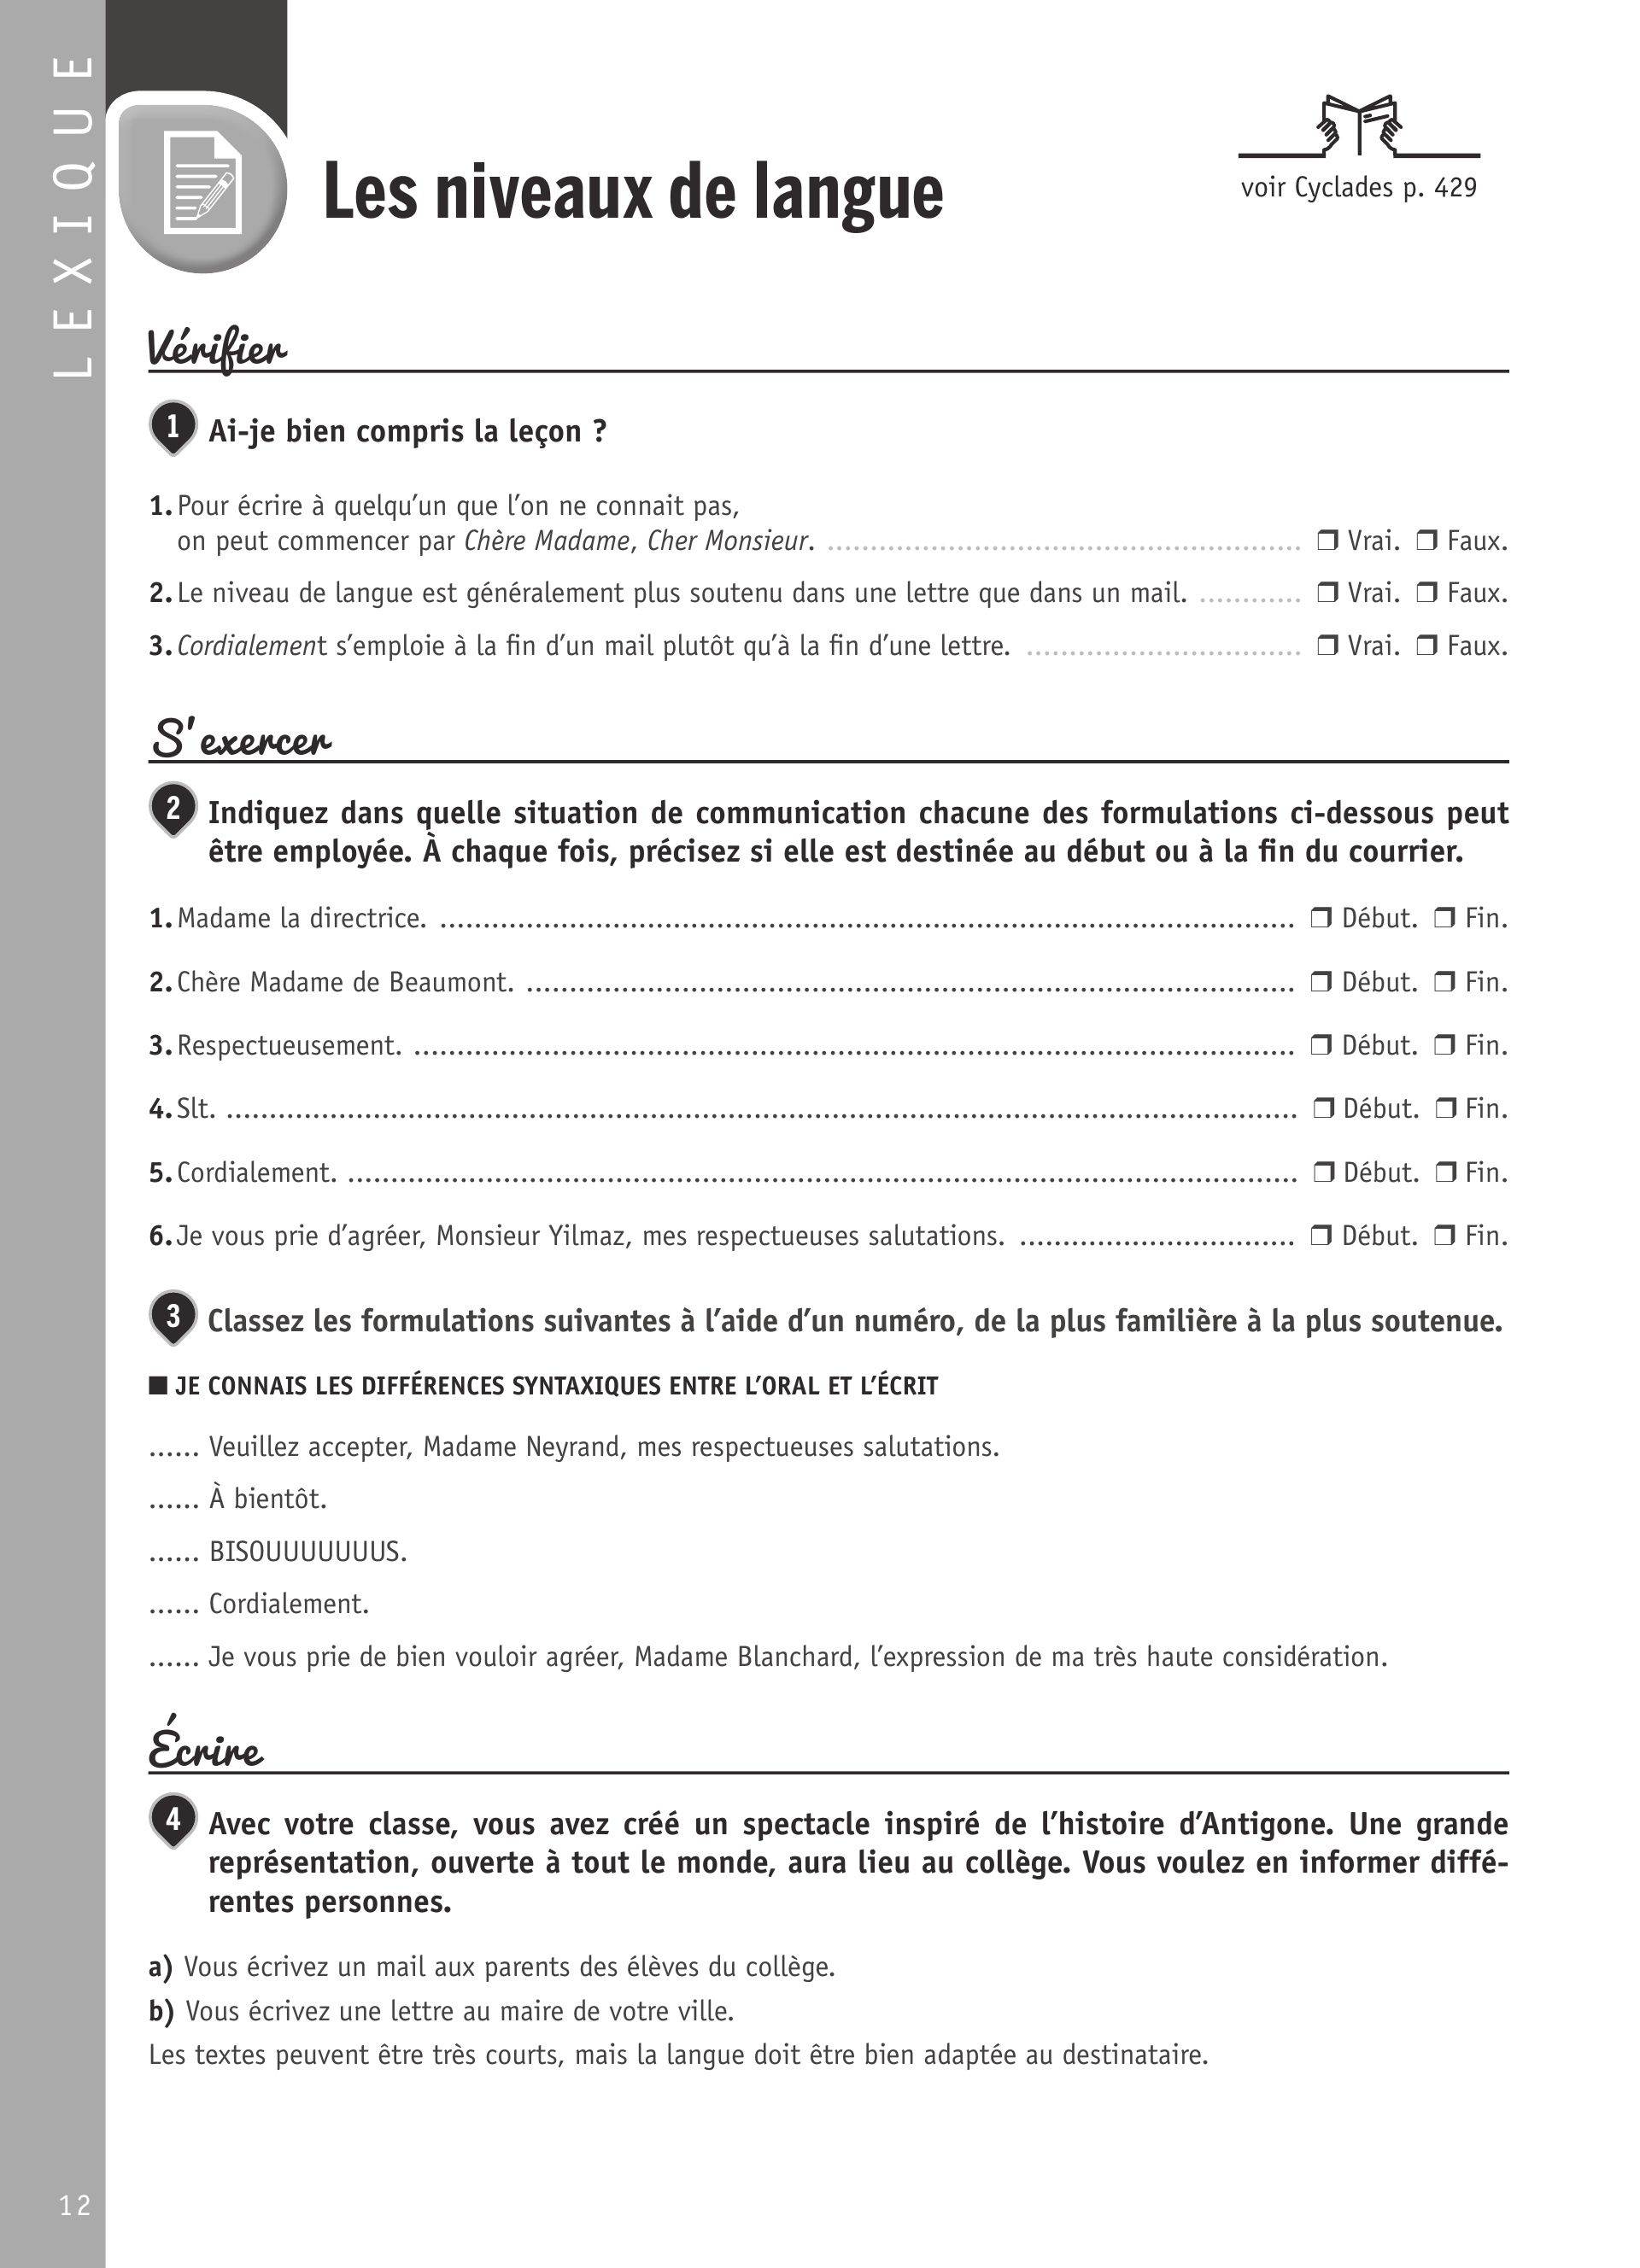 LEXIQUE
Les niveaux de langue
voir Cyclades p. 429
Vérifier
1 Ai-je bien compris la leçon ?
1. Pour écrire à quelqu’un que l’on ne connait pas,
on peut commencer par Chère Madame, Cher Monsieur. ....................................................... ❒ Vrai. ❒ Faux.
2. Le niveau de langue est généralement plus soutenu dans une lettre que dans un mail. ............ ❒ Vrai. ❒ Faux.
3. Cordialement s’emploie à la fin d’un mail plutôt qu’à la fin d’une lettre. ................................ ❒ Vrai. ❒ Faux.
S’exercer
2 Indiquez dans quelle situation de communication chacune des formulations ci-dessous peut
être employée. À chaque fois, précisez si elle est destinée au début ou à la fin du courrier.
1. Madame la directrice. .................................................................................................... ❒ Début. ❒ Fin.
2. Chère Madame de Beaumont. .......................................................................................... ❒ Début. ❒ Fin.
3. Respectueusement. ....................................................................................................... ❒ Début. ❒ Fin.
4. Slt. ............................................................................................................................. ❒ Début. ❒ Fin.
5. Cordialement. ............................................................................................................... ❒ Début. ❒ Fin.
6. Je vous prie d’agréer, Monsieur Yilmaz, mes respectueuses salutations. ................................ ❒ Début. ❒ Fin.
3 Classez les formulations suivantes à l’aide d’un numéro, de la plus familière à la plus soutenue.
■ JE CONNAIS LES DIFFÉRENCES SYNTAXIQUES ENTRE L’ORAL ET L’ÉCRIT
...... Veuillez accepter, Madame Neyrand, mes respectueuses salutations.
...... À bientôt.
...... BISOUUUUUUUS.
...... Cordialement.
...... Je vous prie de bien vouloir agréer, Madame Blanchard, l’expression de ma très haute considération.
Écrire
4 Avec votre classe, vous avez créé un spectacle inspiré de l’histoire d’Antigone. Une grande
représentation, ouverte à tout le monde, aura lieu au collège. Vous voulez en informer diffé-
rentes personnes.
a) Vous écrivez un mail aux parents des élèves du collège.
b) Vous écrivez une lettre au maire de votre ville.
Les textes peuvent être très courts, mais la langue doit être bien adaptée au destinataire.
12